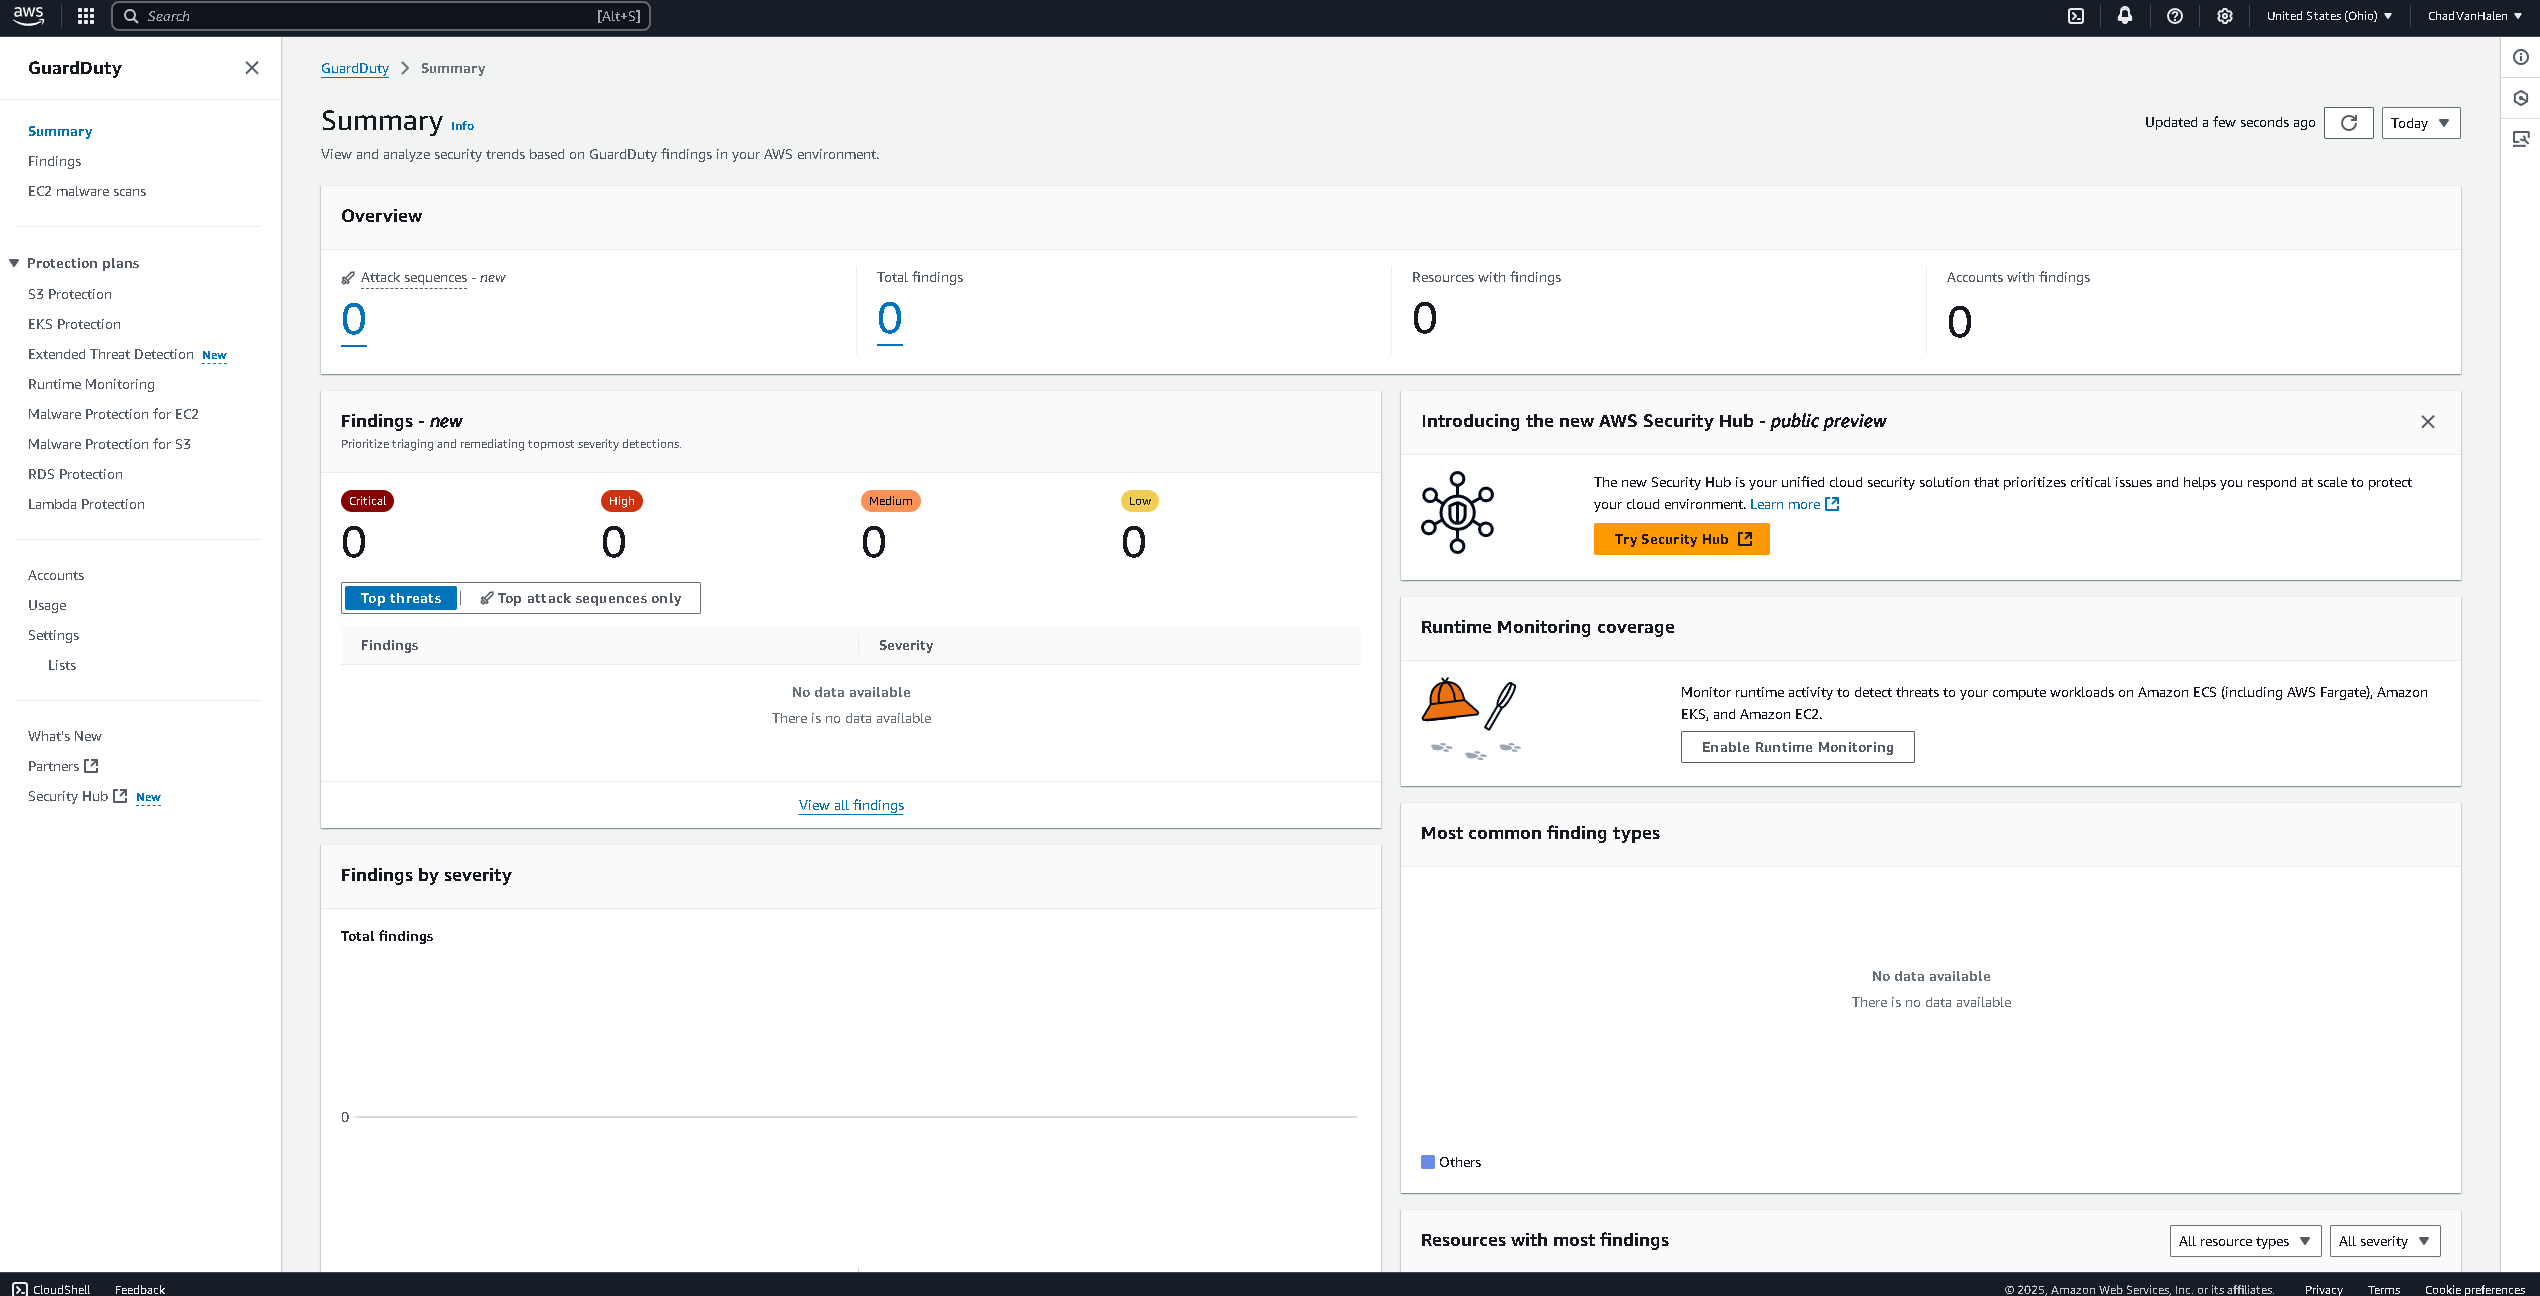 aws
Search
[Alt+S]
United States (Ohio)
ChadVanHalen
GuardDuty
Summary
Findings
EC2 malware scans
Protection plans
S3 Protection
EKS Protection
Extended Threat Detection New
Runtime Monitoring
Malware Protection for EC2
Malware Protection for S3
RDS Protection
Lambda Protection
Accounts
Usage
Settings
Lists
What's New
Partners
Security Hub New
GuardDuty > Summary
Summary Info
View and analyze security trends based on GuardDuty findings in your AWS environment.
Updated a few seconds ago
Today
Overview
Attack sequences - new
0
Total findings
0
Resources with findings
0
Accounts with findings
0
Findings - new
Prioritize triaging and remediating topmost severity detections.
Critical
0
High
0
Medium
0
Low
0
Top threats
Top attack sequences only
Findings
Severity
No data available
There is no data available
View all findings
Findings by severity
Total findings
0
Introducing the new AWS Security Hub - public preview
The new Security Hub is your unified cloud security solution that prioritizes critical issues and helps you respond at scale to protect
your cloud environment. Learn more
Try Security Hub
Runtime Monitoring coverage
Monitor runtime activity to detect threats to your compute workloads on Amazon ECS (including AWS Fargate), Amazon
EKS, and Amazon EC2.
Enable Runtime Monitoring
Most common finding types
No data available
There is no data available
Others
Resources with most findings
All resource types
All severity
CloudShell
Feedback
© 2025, Amazon Web Services, Inc. or its affiliates.
Privacy
Terms
Cookie preferences